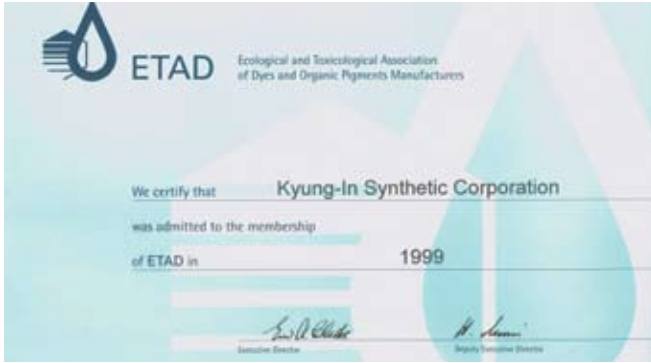 ETAD
Ecological and Toxicological Association
of Dyes and Organic Pigments Manufacturers
We certify that Kyung-In Synthetic Corporation
was admitted to the membership
of ETAD in 1999
Executive Director Deputy Executive Director